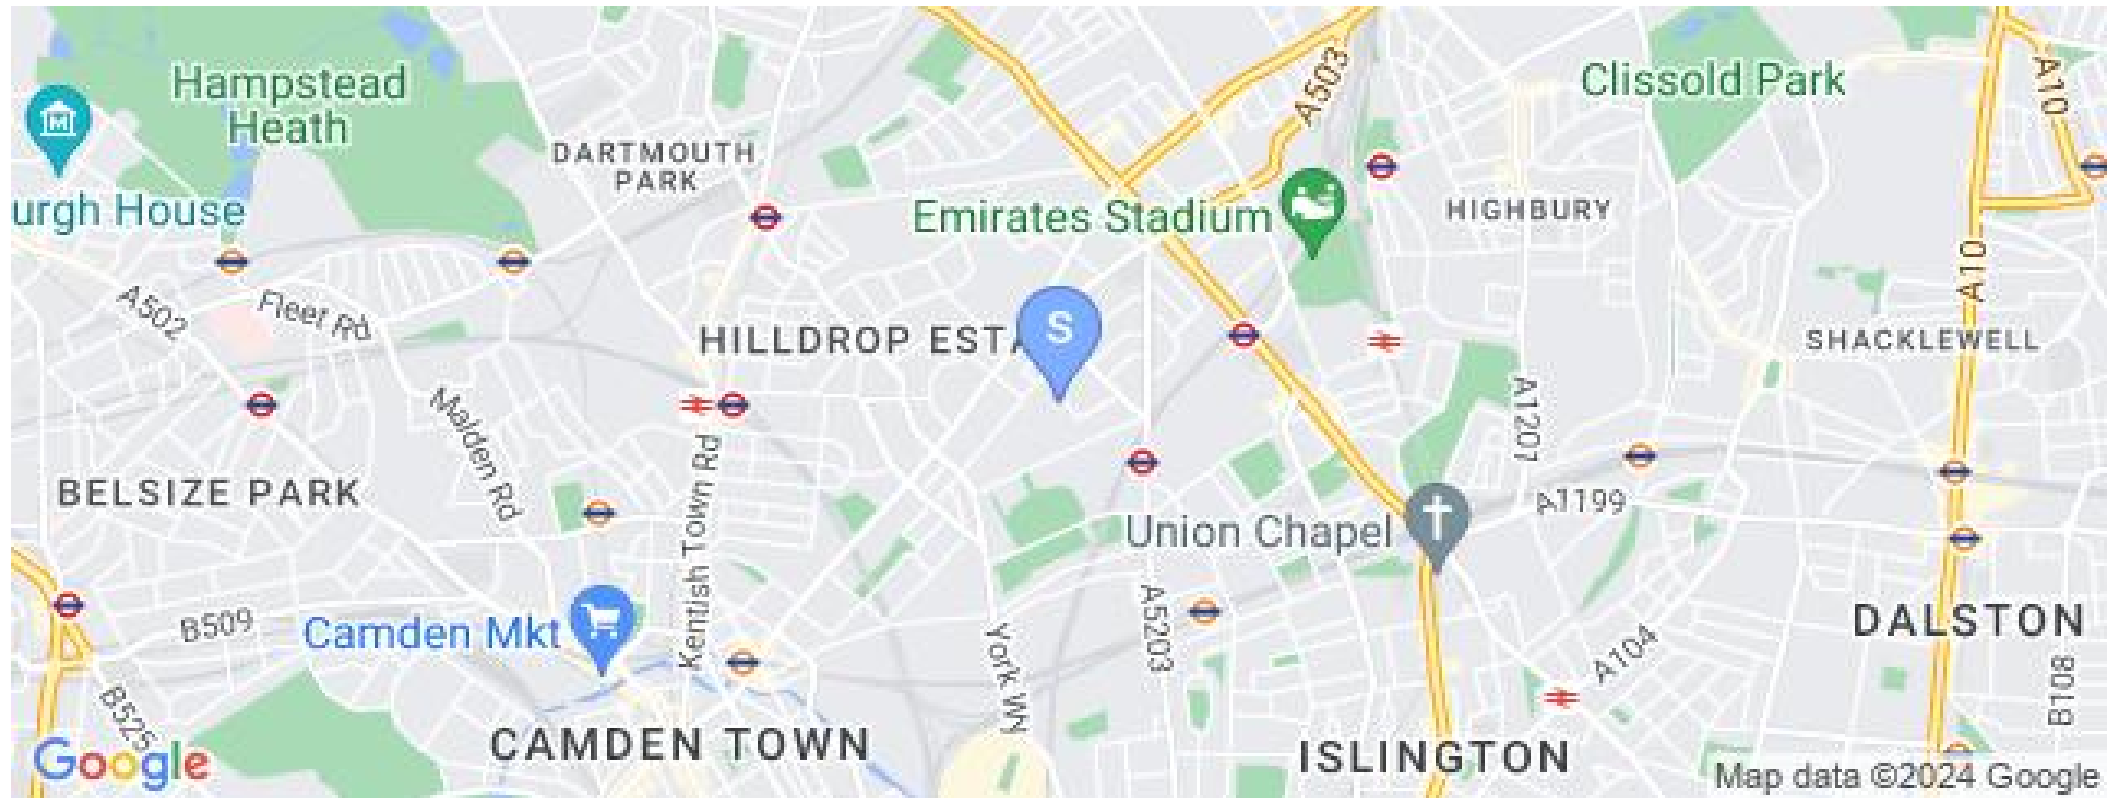 Hampstead
Heath
Clissold Park
A503
A10
DARTMOUTH
PARK
urgh House
Emirates Stadium
HIGHBURY
A10
A502
Fleet Rd
S
HILLDROP ESTA
SHACKLEWELL
Malden Rd
A1201
BELSIZE PARK
Kentish Town Rd
Union Chapel
A1199
B509
Camden Mkt
York Wy
A5203
A104
DALSTON
B108
B525
CAMDEN TOWN
ISLINGTON
Google
Map data ©2024 Google